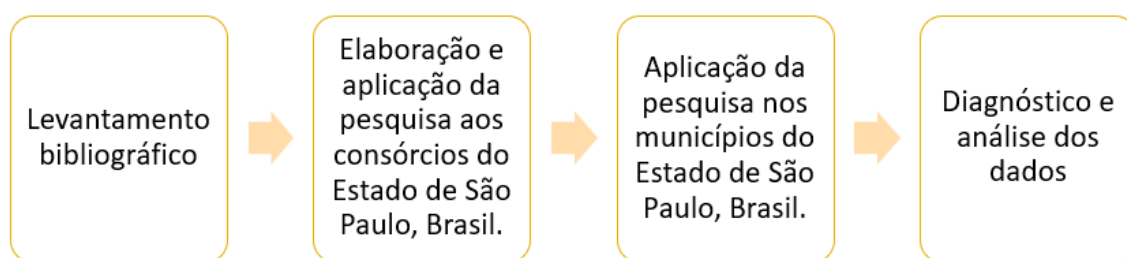 Levantamento
bibliográfico
Elaboração e
aplicação da
pesquisa aos
consórcios do
Estado de São
Paulo, Brasil.
Aplicação da
pesquisa nos
municípios do
Estado de São
Paulo, Brasil.
Diagnóstico e
análise dos
dados